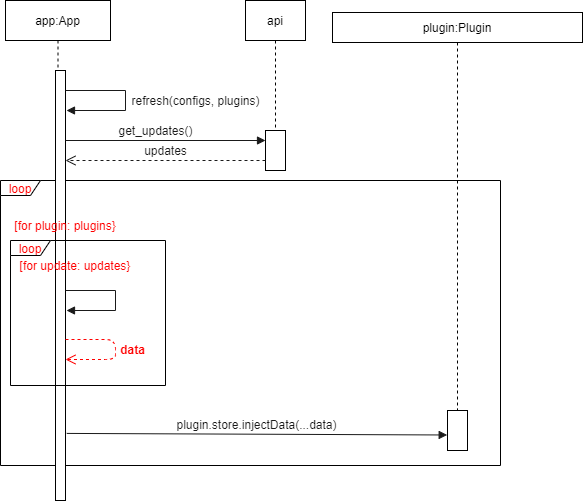 app:App
api
plugin:Plugin
refresh(configs, plugins)
get_updates()
updates
loop
[for plugin: plugins}
loop
[for update: updates}
data
plugin.store.injectData(...data)